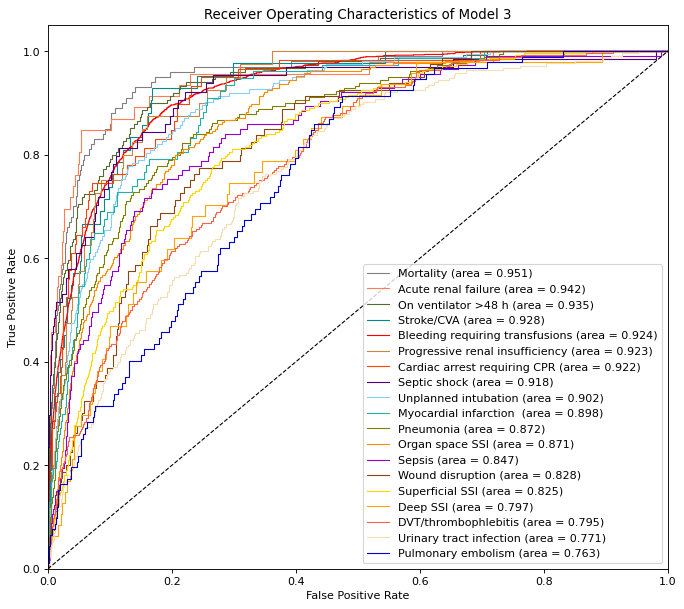 Receiver Operating Characteristics of Model 3
1.0
0.8
0.6
0.4
0.2
0.0
True Positive Rate
Mortality (area = 0.951)
Acute renal failure (area = 0.942)
On ventilator >48 h (area = 0.935)
Stroke/CVA (area = 0.928)
Bleeding requiring transfusions (area = 0.924)
Progressive renal insufficiency (area = 0.923)
Cardiac arrest requiring CPR (area = 0.922)
Septic shock (area = 0.918)
Unplanned intubation (area = 0.902)
Myocardial infarction  (area = 0.898)
Pneumonia (area = 0.872)
Organ space SSI (area = 0.871)
Sepsis (area = 0.847)
Wound disruption (area = 0.828)
Superficial SSI (area = 0.825)
Deep SSI (area = 0.797)
DVT/thrombophlebitis (area = 0.795)
Urinary tract infection (area = 0.771)
Pulmonary embolism (area = 0.763)
0.0 0.2 0.4 0.6 0.8 1.0
False Positive Rate